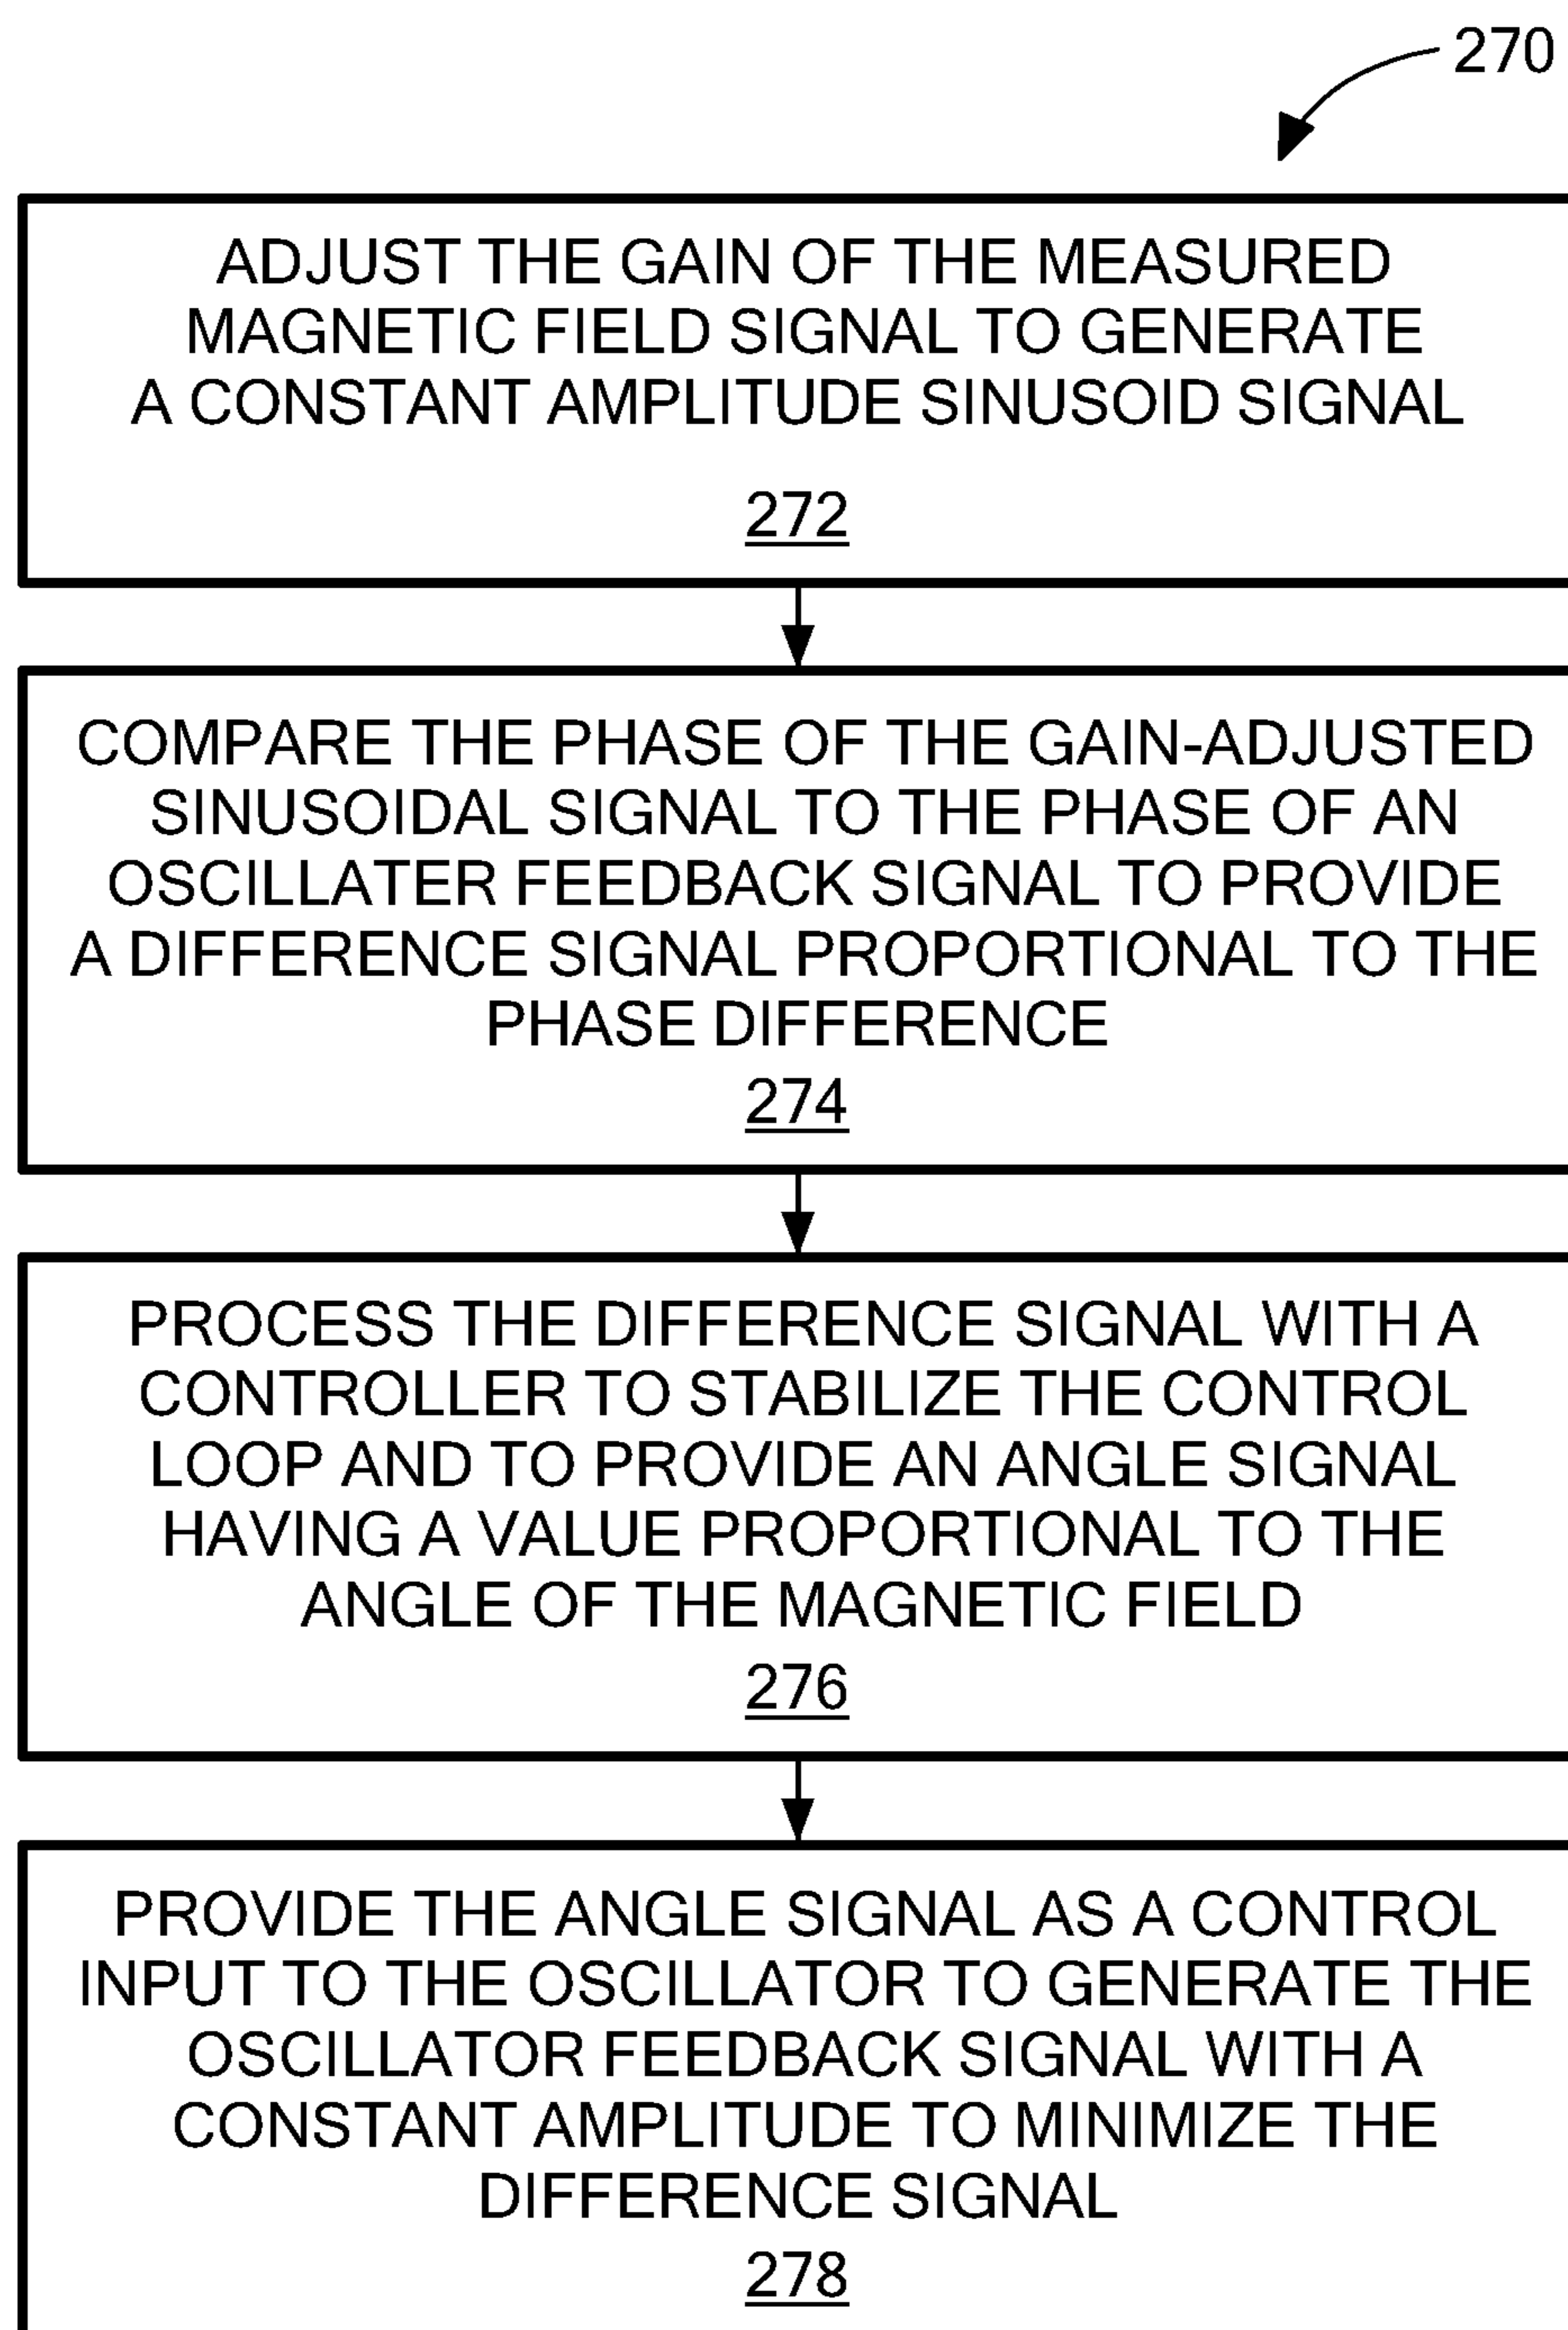 270
ADJUST THE GAIN OF THE MEASURED
MAGNETIC FIELD SIGNAL TO GENERATE
A CONSTANT AMPLITUDE SINUSOID SIGNAL
272
COMPARE THE PHASE OF THE GAIN-ADJUSTED
SINUSOIDAL SIGNAL TO THE PHASE OF AN
OSCILLATER FEEDBACK SIGNAL TO PROVIDE
A DIFFERENCE SIGNAL PROPORTIONAL TO THE
PHASE DIFFERENCE
274
PROCESS THE DIFFERENCE SIGNAL WITH A
CONTROLLER TO STABILIZE THE CONTROL
LOOP AND TO PROVIDE AN ANGLE SIGNAL
HAVING A VALUE PROPORTIONAL TO THE
ANGLE OF THE MAGNETIC FIELD
276
PROVIDE THE ANGLE SIGNAL AS A CONTROL
INPUT TO THE OSCILLATOR TO GENERATE THE
OSCILLATOR FEEDBACK SIGNAL WITH A
CONSTANT AMPLITUDE TO MINIMIZE THE
DIFFERENCE SIGNAL
278